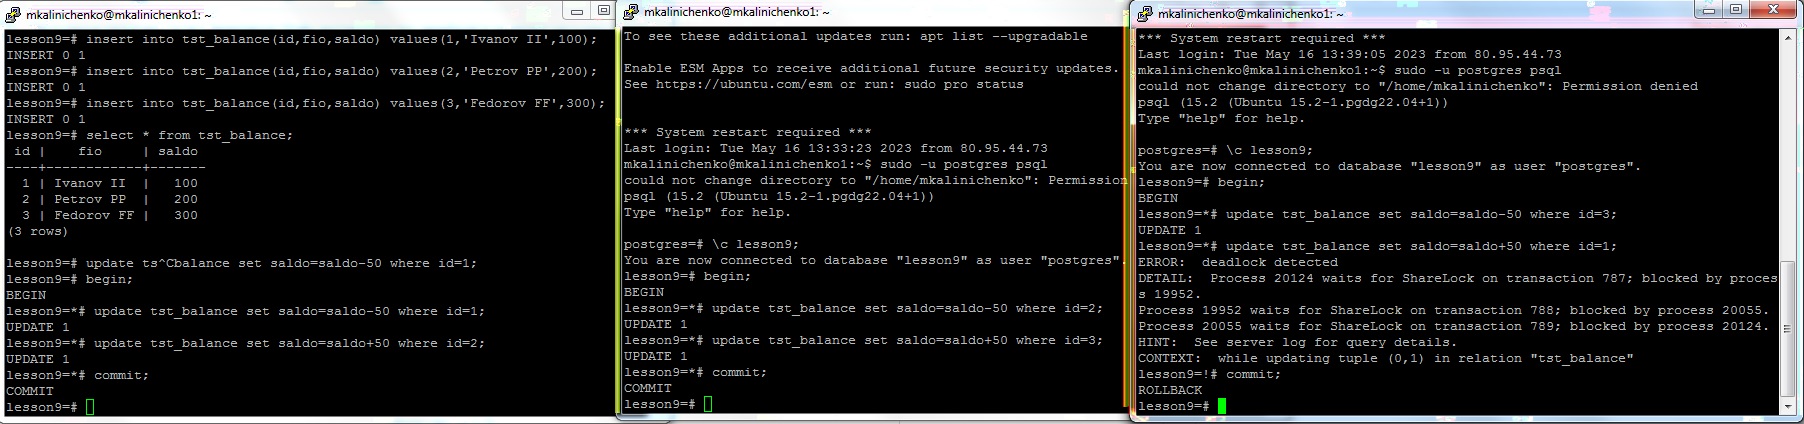 mkalinichenko@mkalinichenko1: ~
lesson9=# insert into tst_balance(id,fio,saldo) values(1,'Ivanov II',100);
INSERT 0 1
lesson9=# insert into tst_balance(id,fio,saldo) values(2,'Petrov PP',200);
INSERT 0 1
lesson9=# insert into tst_balance(id,fio,saldo) values(3,'Fedorov FF',300);
INSERT 0 1
lesson9=# select * from tst_balance;
 id |    fio     | saldo
----+------------+-------
  1 | Ivanov II  |   100
  2 | Petrov PP  |   200
  3 | Fedorov FF |   300
(3 rows)
lesson9=# update ts^Cbalance set saldo=saldo-50 where id=1;
lesson9=# begin;
BEGIN
lesson9=*# update tst_balance set saldo=saldo-50 where id=1;
UPDATE 1
lesson9=*# update tst_balance set saldo=saldo+50 where id=2;
UPDATE 1
lesson9=*# commit;
COMMIT
lesson9=#
mkalinichenko@mkalinichenko1: ~
To see these additional updates run: apt list --upgradable
Enable ESM Apps to receive additional future security updates.
See https://ubuntu.com/esm or run: sudo pro status
*** System restart required ***
Last login: Tue May 16 13:33:23 2023 from 80.95.44.73
mkalinichenko@mkalinichenko1:~$ sudo -u postgres psql
could not change directory to "/home/mkalinichenko": Permission
psql (15.2 (Ubuntu 15.2-1.pgdg22.04+1))
Type "help" for help.
postgres=# \c lesson9;
You are now connected to database "lesson9" as user "postgres".
lesson9=# begin;
BEGIN
lesson9=*# update tst_balance set saldo=saldo-50 where id=2;
UPDATE 1
lesson9=*# update tst_balance set saldo=saldo+50 where id=3;
UPDATE 1
lesson9=*# commit;
COMMIT
lesson9=#
mkalinichenko@mkalinichenko1: ~
*** System restart required ***
Last login: Tue May 16 13:39:05 2023 from 80.95.44.73
mkalinichenko@mkalinichenko1:~$ sudo -u postgres psql
could not change directory to "/home/mkalinichenko": Permission denied
psql (15.2 (Ubuntu 15.2-1.pgdg22.04+1))
Type "help" for help.
postgres=# \c lesson9;
You are now connected to database "lesson9" as user "postgres".
lesson9=# begin;
BEGIN
lesson9=*# update tst_balance set saldo=saldo-50 where id=3;
UPDATE 1
lesson9=*# update tst_balance set saldo=saldo+50 where id=1;
ERROR:  deadlock detected
DETAIL:  Process 20124 waits for ShareLock on transaction 787; blocked by proces
s 19952.
Process 19952 waits for ShareLock on transaction 788; blocked by process 20055.
Process 20055 waits for ShareLock on transaction 789; blocked by process 20124.
HINT:  See server log for query details.
CONTEXT:  while updating tuple (0,1) in relation "tst_balance"
lesson9=!# commit;
ROLLBACK
lesson9=#